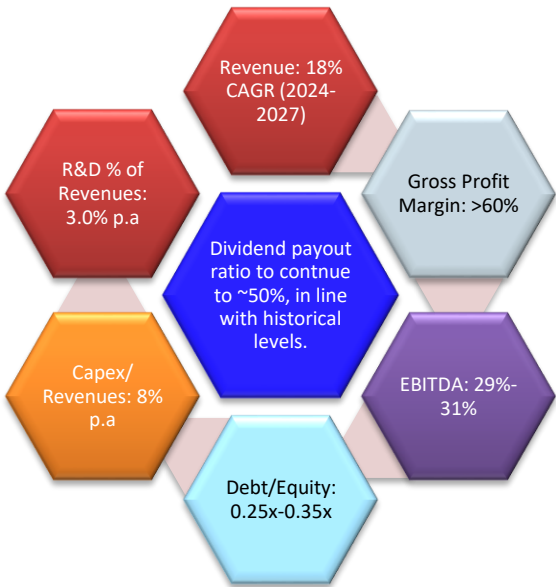 Revenue: 18%
CAGR (2024-
2027)
Gross Profit
Margin: >60%
EBITDA: 29%-
31%
Debt/Equity:
0.25x-0.35x
Capex/
Revenues: 8%
p.a
R&D % of
Revenues:
3.0% p.a
Dividend payout
ratio to contnue
to ~50%, in line
with historical
levels.